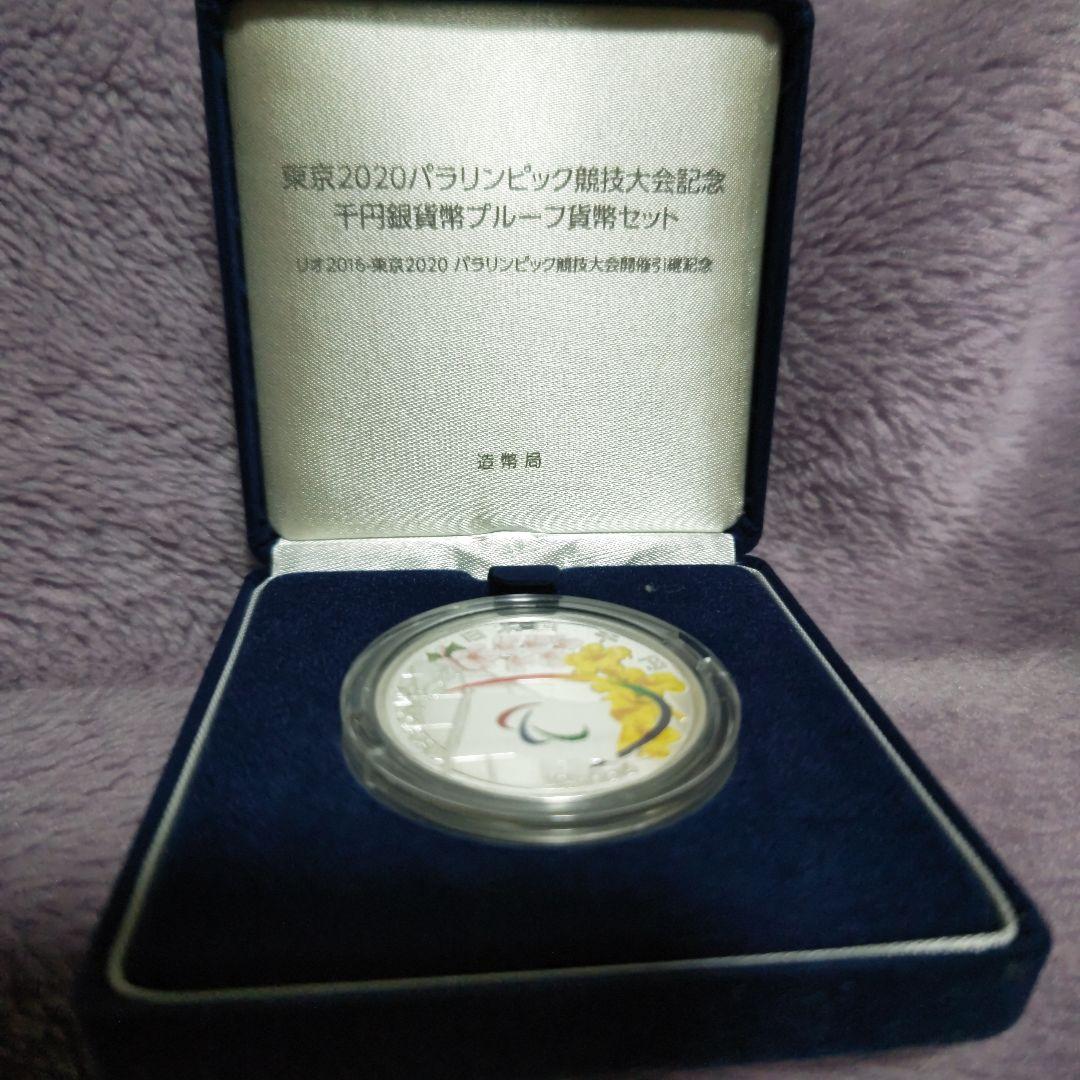 東京2020パラリンピック競技大会記念
千円銀貨幣プルーフ貨幣セット
リオ2016-東京2020 パラリンピック競技大会開催引継記念
造幣局